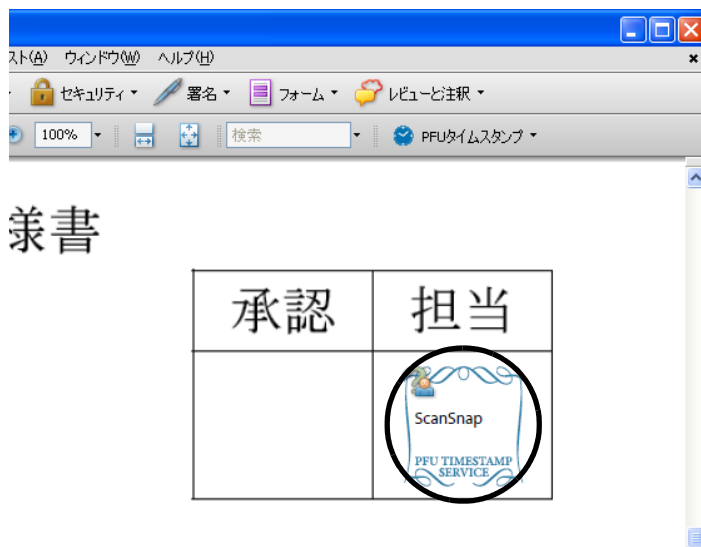 スト(A) ウィンドウ(W) ヘルプ(H)
セキュリティ 署名 フォーム レビューと注釈
100% 検索 PFUタイムスタンプ
様書
承認 担当
ScanSnap
PFU TIMESTAMP
SERVICE